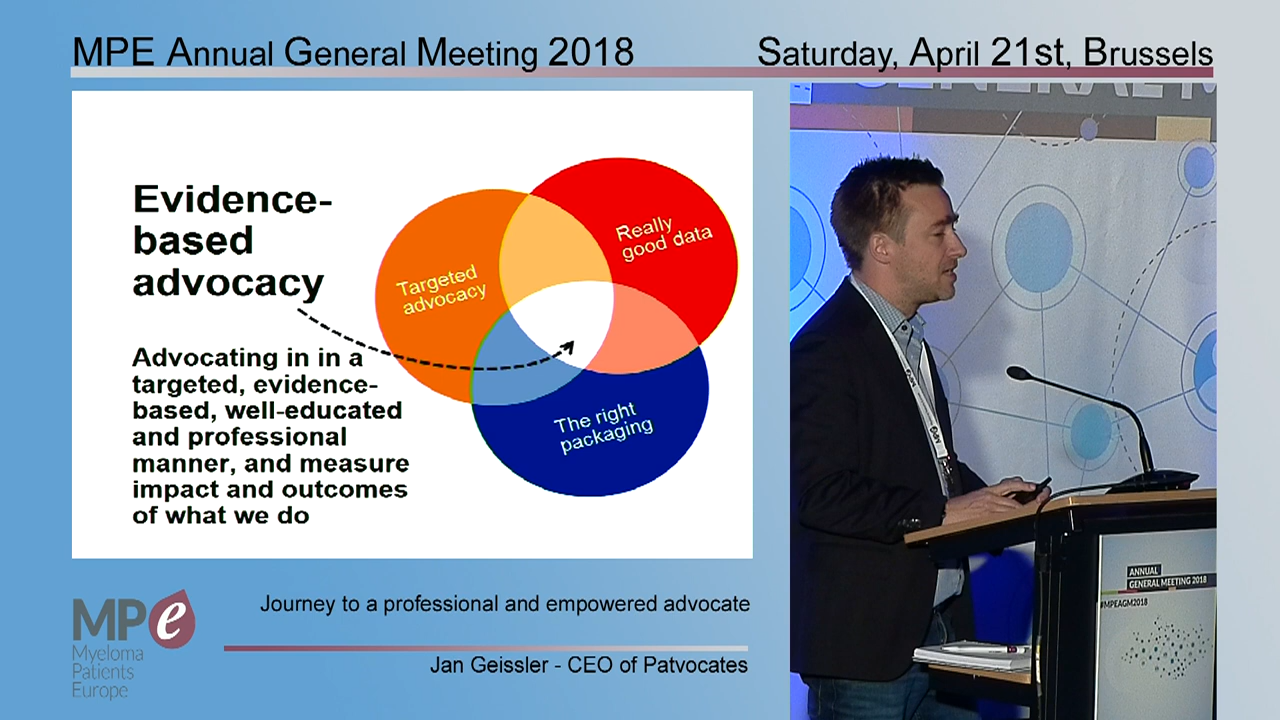 MPE Annual General Meeting 2018
Saturday, April 21st, Brussels
Evidence-
based
advocacy
Advocating in in a
targeted, evidence-
based, well-educated
and professional
manner, and measure
impact and outcomes
of what we do
Targeted
advocacy
Really
good data
The right
packaging
MPe
Myeloma
Patients
Europe
Journey to a professional and empowered advocate
Jan Geissler - CEO of Patvocates
ANNUAL
GENERAL MEETING 2018
#MPEAGM2018